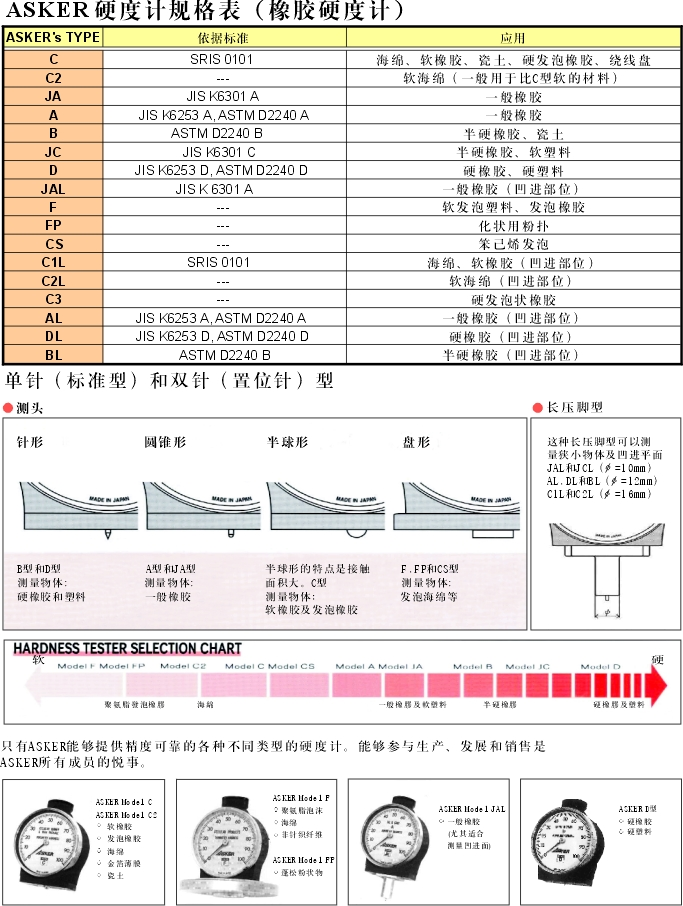 ASKER 硬度计规格表（橡胶硬度计）
ASKER's TYPE 依据标准 应用
C SRIS 0101 海绵、软橡胶、瓷土、硬发泡橡胶、绕线盘
C2 --- 软海绵（一般用于比C型软的材料）
JA JIS K6301 A 一般橡胶
A JIS K6253 A, ASTM D2240 A 一般橡胶
B ASTM D2240 B 半硬橡胶、瓷土
JC JIS K6301 C 半硬橡胶、软塑料
D JIS K6253 D, ASTM D2240 D 硬橡胶、硬塑料
JAL JIS K 6301 A 一般橡胶（凹进部位）
F --- 软发泡塑料、发泡橡胶
FP --- 化状用粉扑
CS --- 笨己烯发泡
C1L SRIS 0101 海绵、软橡胶（凹进部位）
C2L --- 软海绵（凹进部位）
C3 --- 硬发泡状橡胶
AL JIS K6253 A, ASTM D2240 A 一般橡胶（凹进部位）
DL JIS K6253 D, ASTM D2240 D 硬橡胶（凹进部位）
BL ASTM D2240 B 半硬橡胶（凹进部位）
单针（标准型）和双针（置位针）型
测头
针形
圆锥形
半球形
盘形
MADE IN JAPAN
MADE IN JAPAN
MADE IN JAPAN
MADE IN JAPAN
B型和D型
测量物体:
硬橡胶和塑料
A型和JA型
测量物体:
一般橡胶
半球形的特点是接触
面积大。C型
测量物体:
软橡胶及发泡橡胶
F.FP和CS型
测量物体:
发泡海绵等
长压脚型
这种长压脚型可以测
量狭小物体及凹进平面
JAL和JCL（φ=10mm）
AL.DL和BL（φ=12mm）
C1L和C2L（φ=16mm）
MADE IN JAPAN
φ
HARDNESS TESTER SELECTION CHART
软 硬
Model F Model FP Model C2 Model C Model CS Model A Model JA Model B Model JC Model D
聚氨脂發泡橡膠 海绵 一般橡膠及軟塑料 半硬橡膠 硬橡膠及塑料
只有ASKER能够提供精度可靠的各种不同类型的硬度计。能够参与生产、发展和销售是
ASKER所有成员的悦事。
ASKER Model C
ASKER Model C2
软橡胶
发泡橡胶
海绵
金箔薄膜
瓷土
ASKER Model F
聚氨脂泡沫
海绵
非针织纤维
ASKER Model FP
蓬松粉状物
ASKER Model JAL
一般橡胶
(尤其适合
测量凹进面)
ASKER D型
硬橡胶
硬塑料